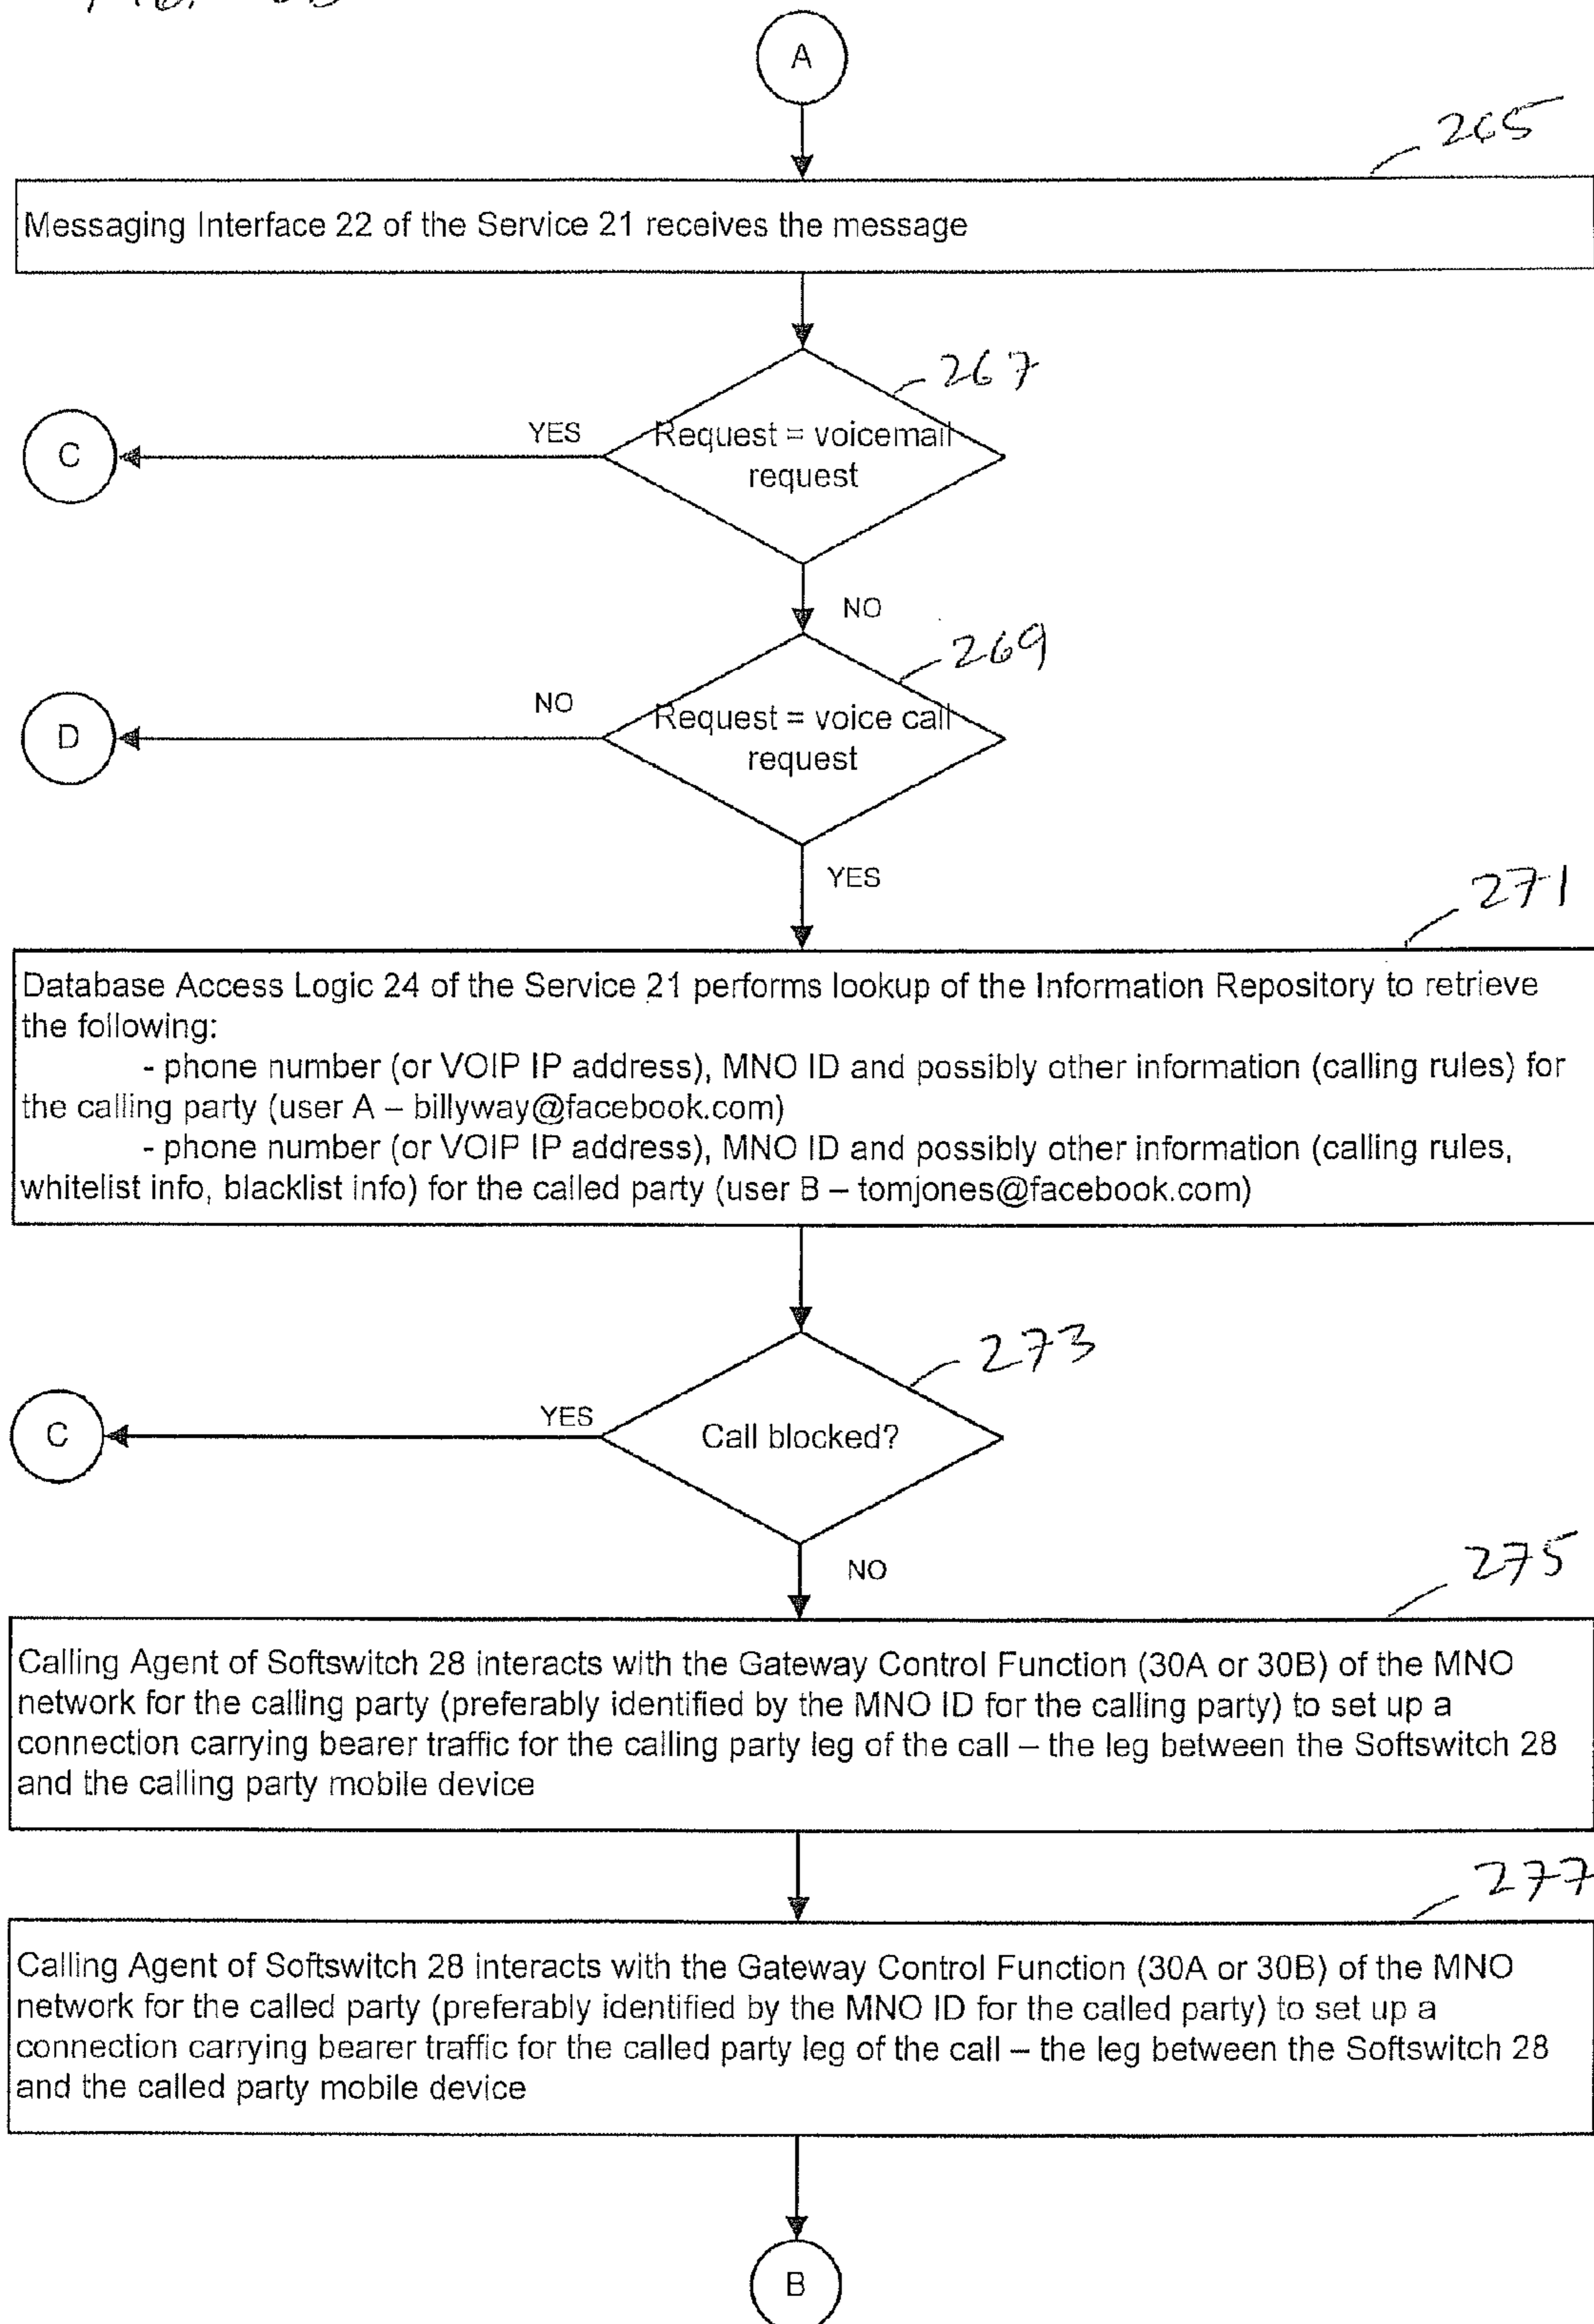 A
265
Messaging Interface 22 of the Service 21 receives the message
267
YES
Request = voicemail
request
C
NO
269
NO
Request = voice call
request
D
YES
271
Database Access Logic 24 of the Service 21 performs lookup of the Information Repository to retrieve
the following:
- phone number (or VOIP IP address), MNO ID and possibly other information (calling rules) for
the calling party (user A – billyway@facebook.com)
- phone number (or VOIP IP address), MNO ID and possibly other information (calling rules,
whitelist info, blacklist info) for the called party (user B – tomjones@facebook.com)
273
YES
Call blocked?
C
NO
275
Calling Agent of Softswitch 28 interacts with the Gateway Control Function (30A or 30B) of the MNO
network for the calling party (preferably identified by the MNO ID for the calling party) to set up a
connection carrying bearer traffic for the calling party leg of the call – the leg between the Softswitch 28
and the calling party mobile device
277
Calling Agent of Softswitch 28 interacts with the Gateway Control Function (30A or 30B) of the MNO
network for the called party (preferably identified by the MNO ID for the called party) to set up a
connection carrying bearer traffic for the called party leg of the call – the leg between the Softswitch 28
and the called party mobile device
B